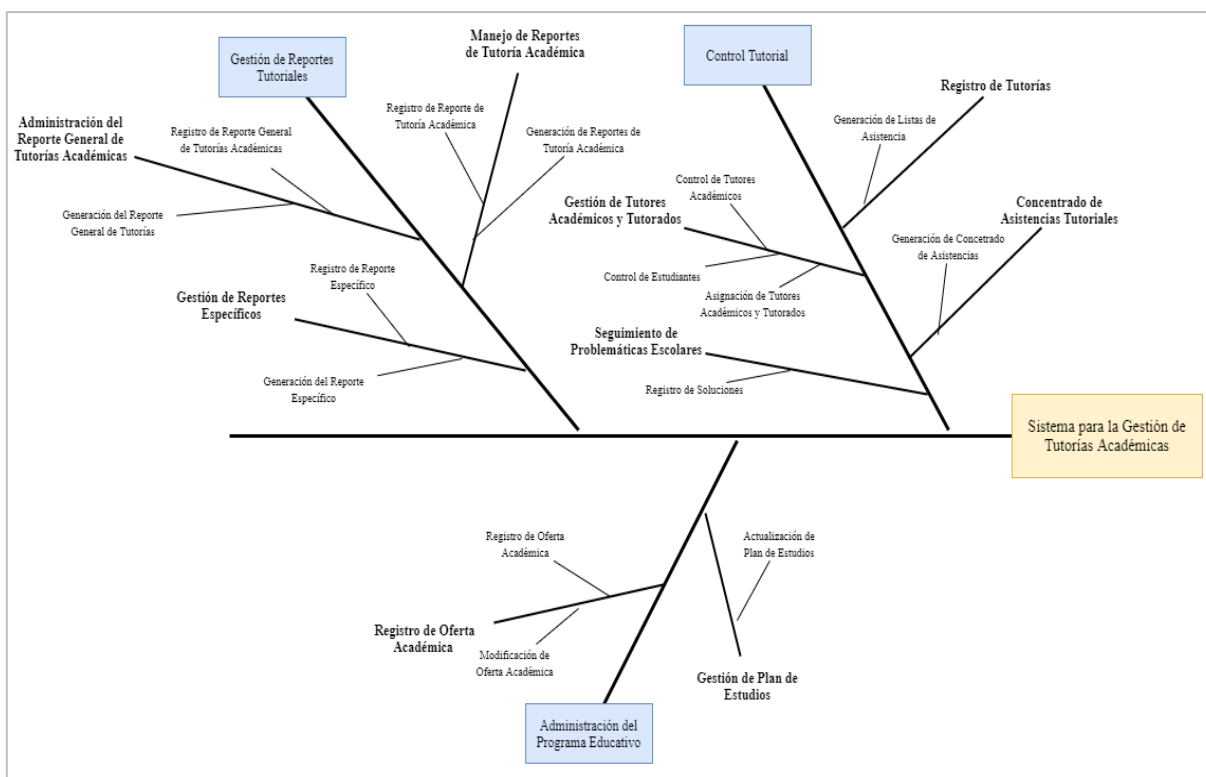 Gestión de Reportes
Tutoriales
Manejo de Reportes
de Tutoría Académica
Control Tutorial
Registro de Tutorías
Administración del
Reporte General de
Tutorías Académicas
Registro de Reporte General
de Tutorías Académicas
Registro de Reporte de
Tutoría Académica
Generación de Reportes de
Tutoría Académica
Generación de Listas de
Asistencia
Generación del Reporte
General de Tutorías
Gestión de Tutores
Académicos y Tutorados
Control de Tutores
Académicos
Concentrado de
Asistencias Tutoriales
Generación de Concetrado
de Asistencias
Control de Estudiantes
Asignación de Tutores
Académicos y Tutorados
Registro de Reporte
Específico
Gestión de Reportes
Específicos
Generación del Reporte
Específico
Seguimiento de
Problemáticas Escolares
Registro de Soluciones
Sistema para la Gestión de
Tutorías Académicas
Registro de Oferta
Académica
Actualización de
Plan de Estudios
Registro de Oferta
Académica
Modificación de
Oferta Académica
Gestión de Plan de
Estudios
Administración del
Programa Educativo